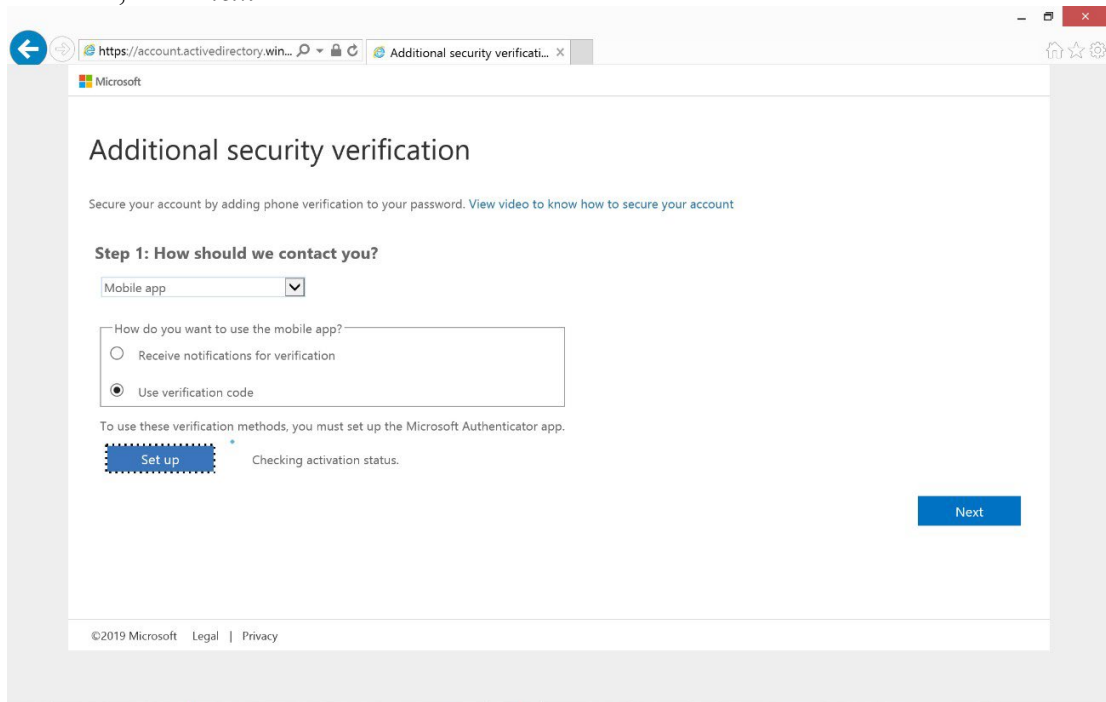 https://account.activedirectory.win...
Additional security verificati...
Microsoft
Additional security verification
Secure your account by adding phone verification to your password. View video to know how to secure your account
Step 1: How should we contact you?
Mobile app
How do you want to use the mobile app?
Receive notifications for verification
Use verification code
To use these verification methods, you must set up the Microsoft Authenticator app.
Set up Checking activation status.
Next
©2019 Microsoft Legal | Privacy